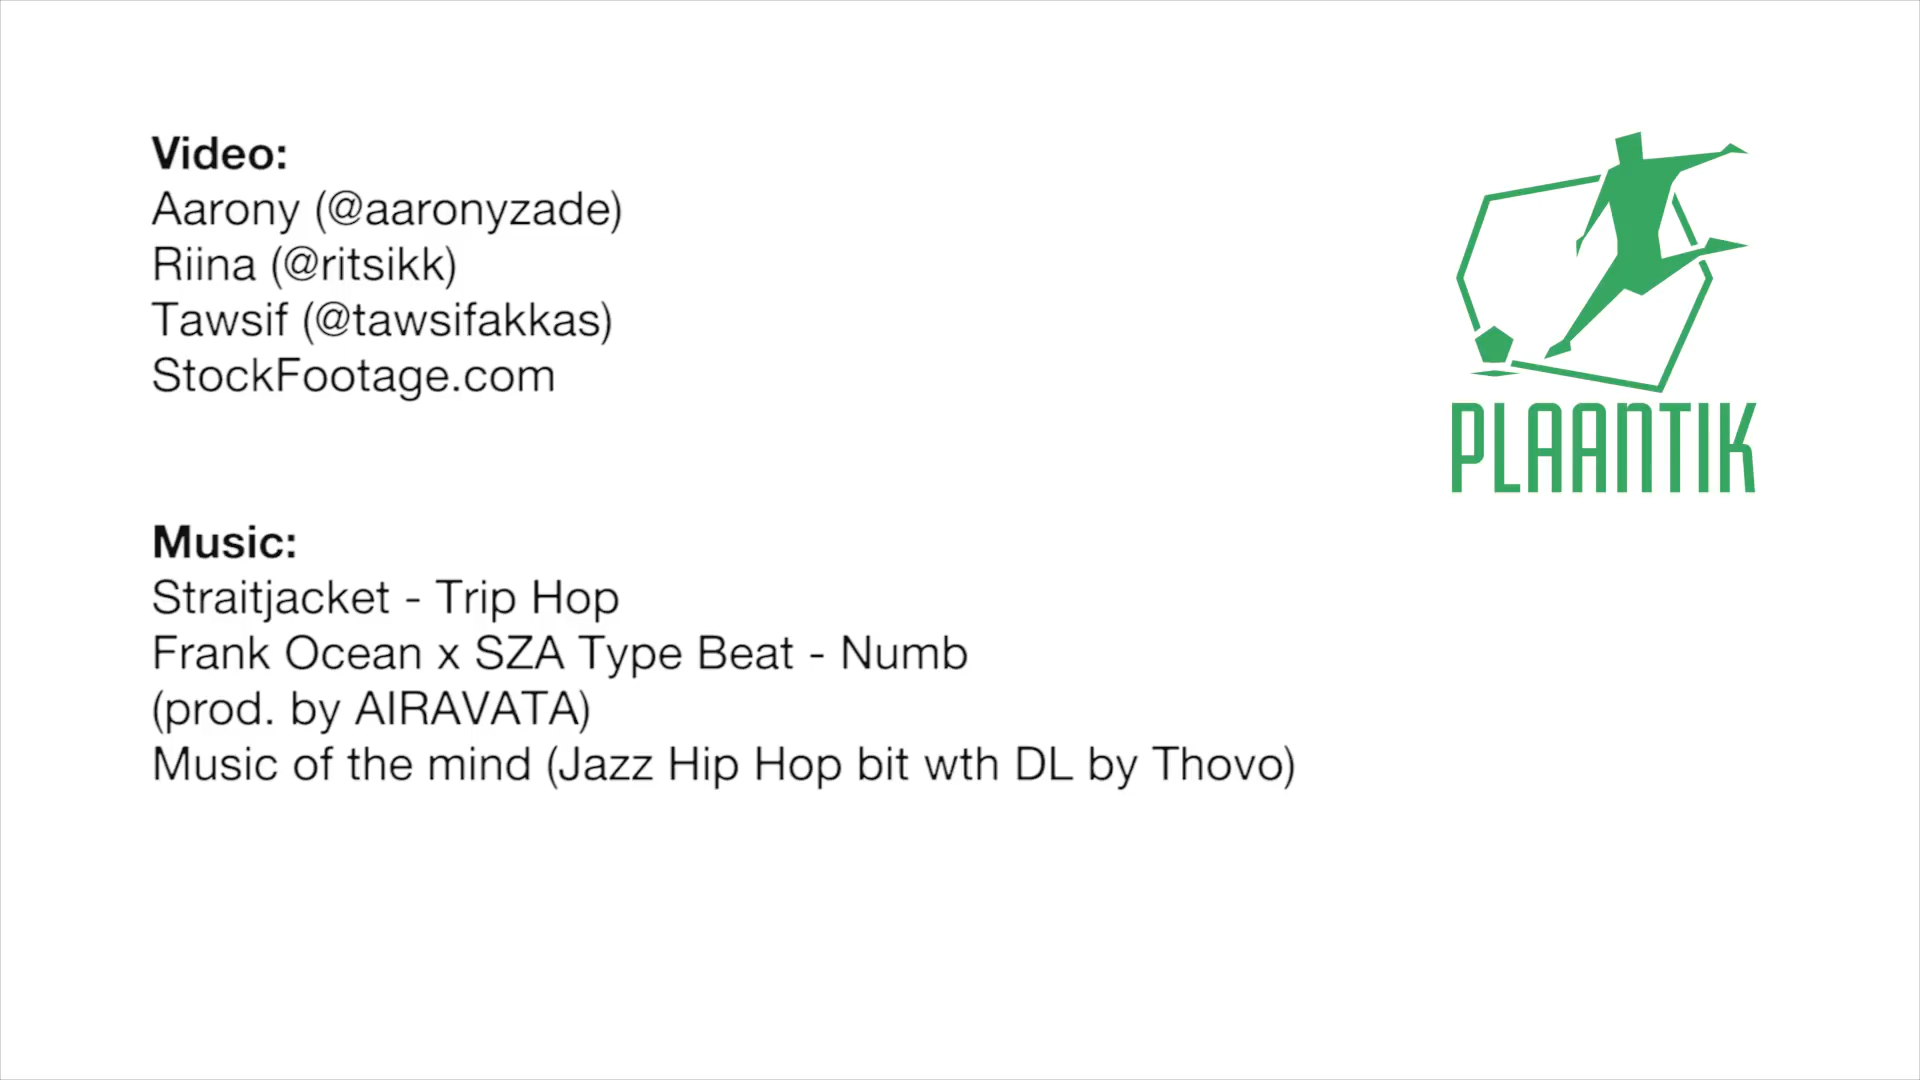 Video:
Aarony (@aaronyzade)
Riina (@ritsikk)
Tawsif (@tawsifakkas)
StockFootage.com
PLAANTIK
Music:
Straitjacket - Trip Hop
Frank Ocean x SZA Type Beat - Numb
(prod. by AIRAVATA)
Music of the mind (Jazz Hip Hop bit wth DL by Thovo)